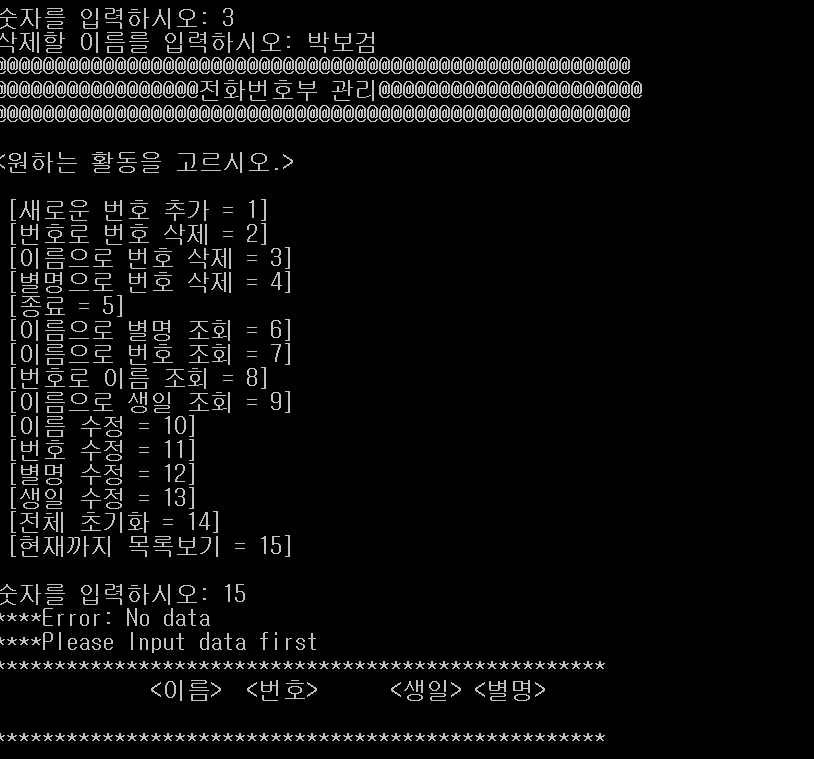 숫자를 입력하시오: 3
삭제할 이름을 입력하시오: 박보검
@@@@@@@@@@@@@@@@@@@@@@@@@@@@@@@@@@@@@@@@@@@@@@@@@@@@@
@@@@@@@@@@@@@@@@@전화번호부 관리@@@@@@@@@@@@@@@@@@@@@@
@@@@@@@@@@@@@@@@@@@@@@@@@@@@@@@@@@@@@@@@@@@@@@@@@@@@@
<원하는 활동을 고르시오.>
[새로운 번호 추가 = 1]
[번호로 번호 삭제 = 2]
[이름으로 번호 삭제 = 3]
[별명으로 번호 삭제 = 4]
[종료 = 5]
[이름으로 별명 조회 = 6]
[이름으로 번호 조회 = 7]
[번호로 이름 조회 = 8]
[이름으로 생일 조회 = 9]
[이름 수정 = 10]
[번호 수정 = 11]
[별명 수정 = 12]
[생일 수정 = 13]
[전체 초기화 = 14]
[현재까지 목록보기 = 15]
숫자를 입력하시오: 15
****Error: No data
****Please Input data first
***************************************************
<이름> <번호> <생일> <별명>
***************************************************